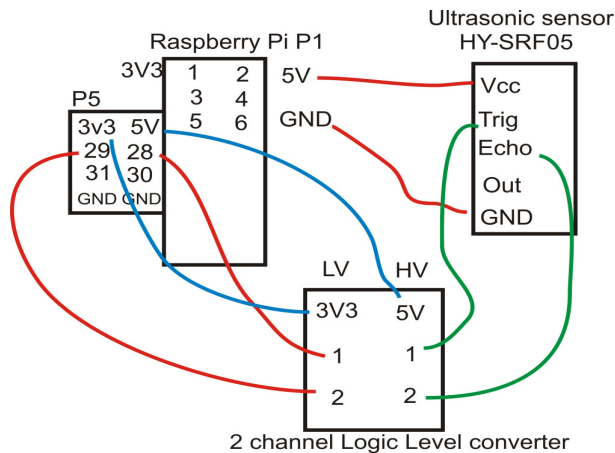 Ultrasonic sensor
HY-SRF05
Raspberry Pi P1
3V3
1 2
5V
3 4
5 6
GND
P5
3v3 5V
29 28
31 30
GND GND
Vcc
Trig
Echo
Out
GND
LV HV
3V3 5V
1 1
2 2
2 channel Logic Level converter